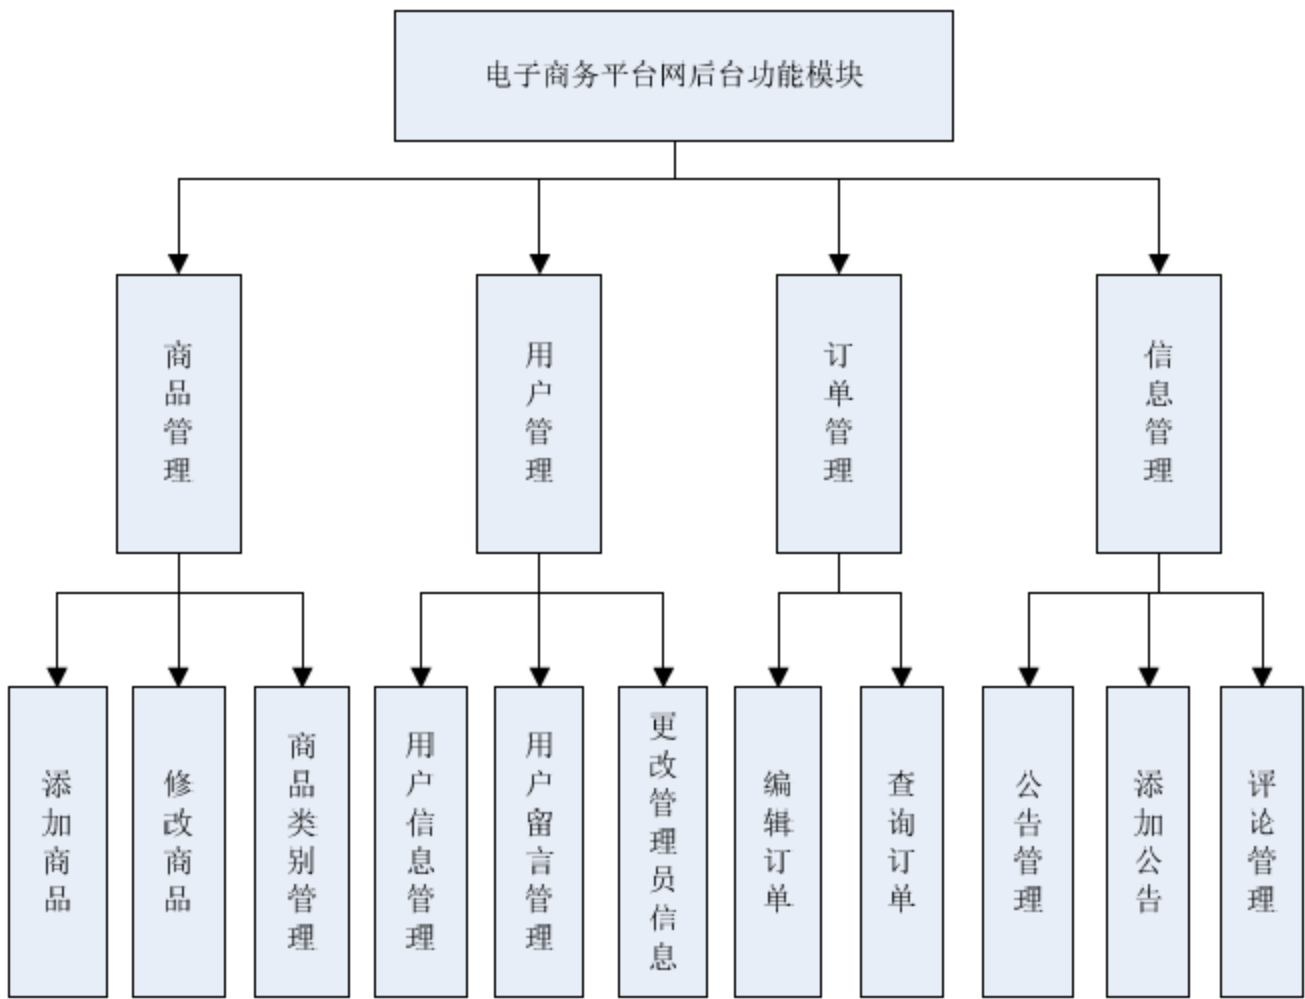 电子商务平台网后台功能模块
商品管理
用户管理
订单管理
信息管理
添加商品
修改商品
商品类别管理
用户信息管理
用户留言管理
更改管理员信息
编辑订单
查询订单
公告管理
添加公告
评论管理